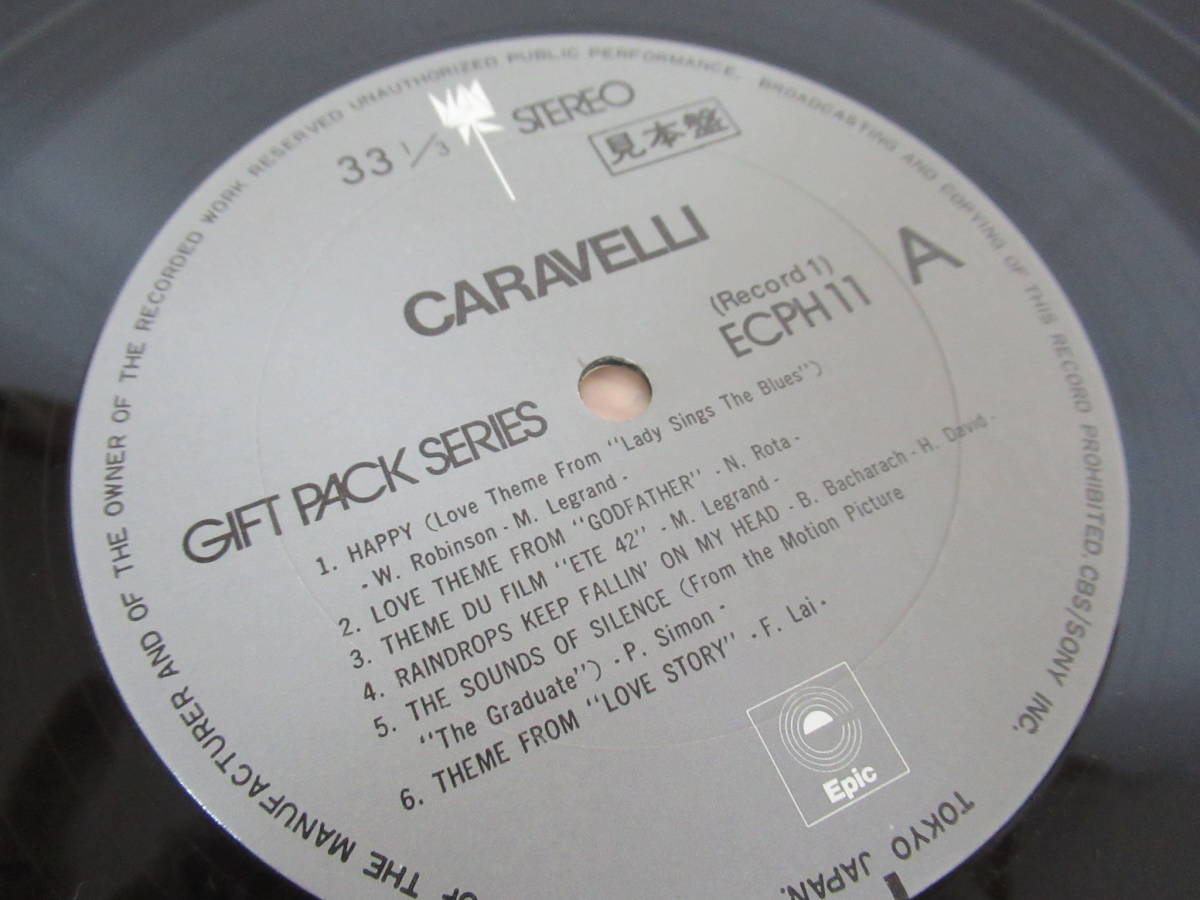 OF THE MANUFACTURER AND OF THE OWNER OF THE RECORDED WORK RESERVED UNAUTHORIZED PUBLIC PERFORMANCE, BROADCASTING AND COPYING OF THIS RECORD PROHIBITED, CBS/SONY INC.
TOKYO JAPAN.
33 1/3
STEREO
見本盤
CARAVELLI
(Record 1)
ECPH 11
A
GIFT PACK SERIES
1. HAPPY (Love Theme From "Lady Sings The Blues")
- W. Robinson - M. Legrand -
2. LOVE THEME FROM "GODFATHER" - N. Rota -
3. THEME DU FILM "ETE 42" - M. Legrand -
4. RAINDROPS KEEP FALLIN' ON MY HEAD - B. Bacharach - H. David -
5. THE SOUNDS OF SILENCE (From the Motion Picture
"The Graduate") - P. Simon -
6. THEME FROM "LOVE STORY" - F. Lai -
e
Epic